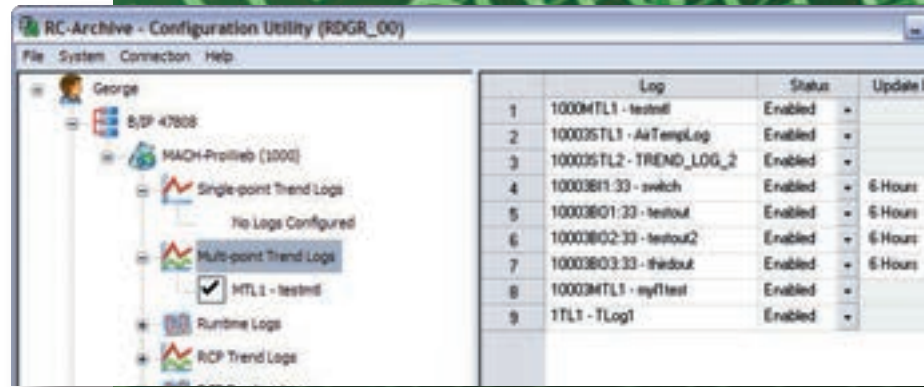 RC-Archive - Configuration Utility (RDGR_00)
File System Connection Help
George
B/IP 47808
MACH-ProWeb (1000)
Single-point Trend Logs
No Logs Configured
Multi-point Trend Logs
MTL1 - testmtl
Runtime Logs
RCP Trend Logs
Log Status Update
1 1000MTL1 - testmtl Enabled
2 10003STL1 - AirTempLog Enabled
3 10003STL2 - TREND_LOG_2 Enabled
4 10003BI1:33 - switch Enabled 6 Hours
5 10003BO1:33 - testout Enabled 6 Hours
6 10003BO2:33 - testout2 Enabled 6 Hours
7 10003BO3:33 - thirdout Enabled 6 Hours
8 10003MTL1 - Enabled
9 1TL1 - TLog1 Enabled